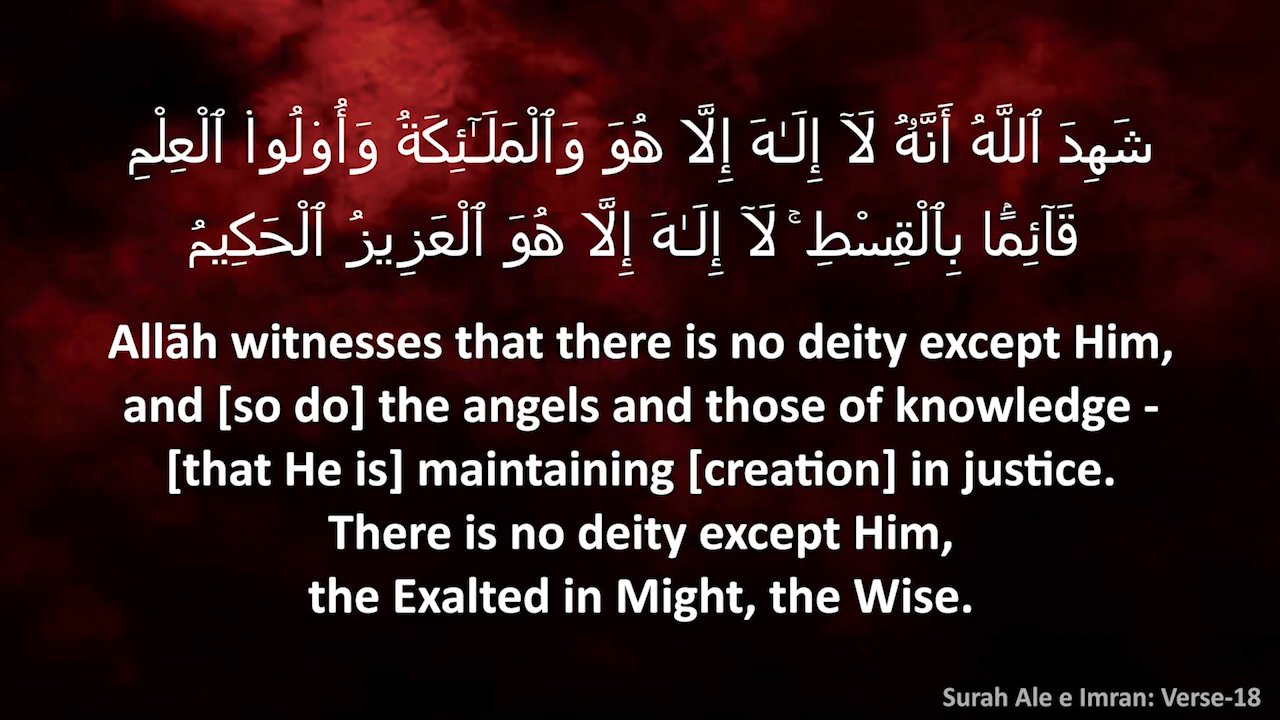 شَهِدَ ٱللَّهُ أَنَّهُۥ لَآ إِلَـٰهَ إِلَّا هُوَ وَٱلْمَلَـٰٓئِكَةُ وَأُو۟لُوا۟ ٱلْعِلْمِ
قَآئِمًۢا بِٱلْقِسْطِ ۚ لَآ إِلَـٰهَ إِلَّا هُوَ ٱلْعَزِيزُ ٱلْحَكِيمُ
Allāh witnesses that there is no deity except Him,
and [so do] the angels and those of knowledge -
[that He is] maintaining [creation] in justice.
There is no deity except Him,
the Exalted in Might, the Wise.
Surah Ale e Imran: Verse-18